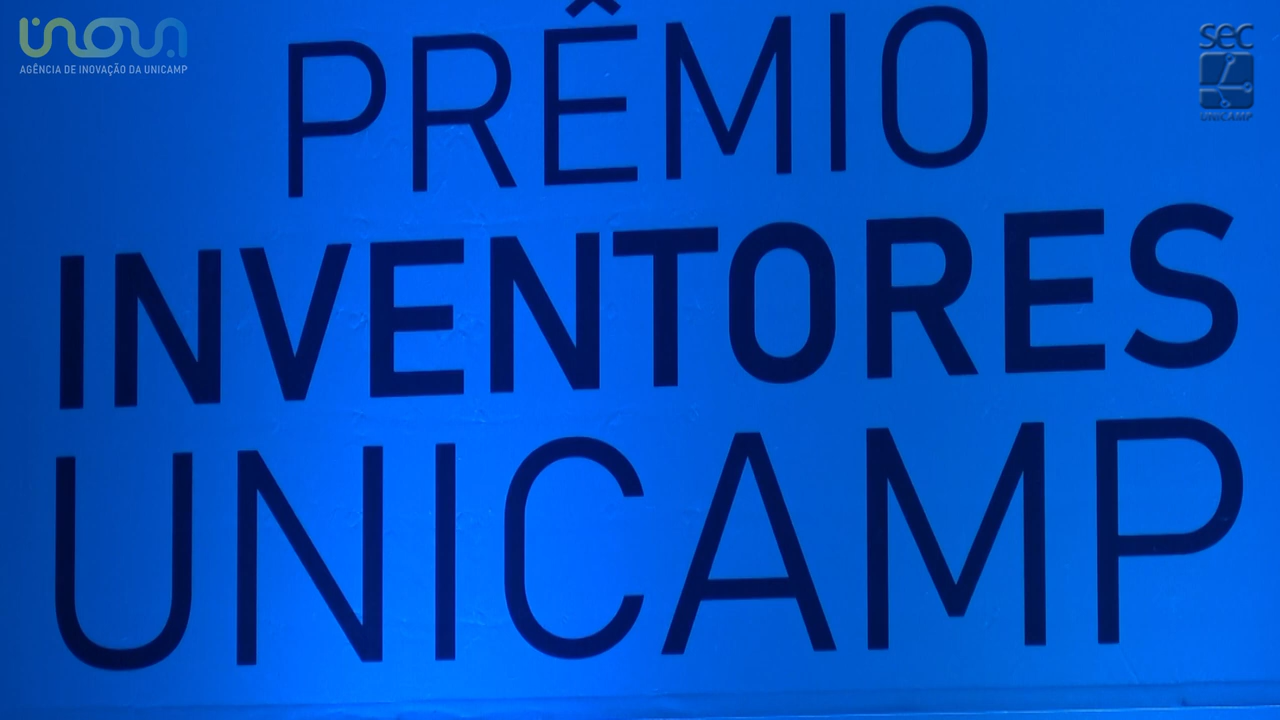 inova
AGÊNCIA DE INOVAÇÃO DA UNICAMP
sec
UNICAMP
PRÊMIO
INVENTORES
UNICAMP